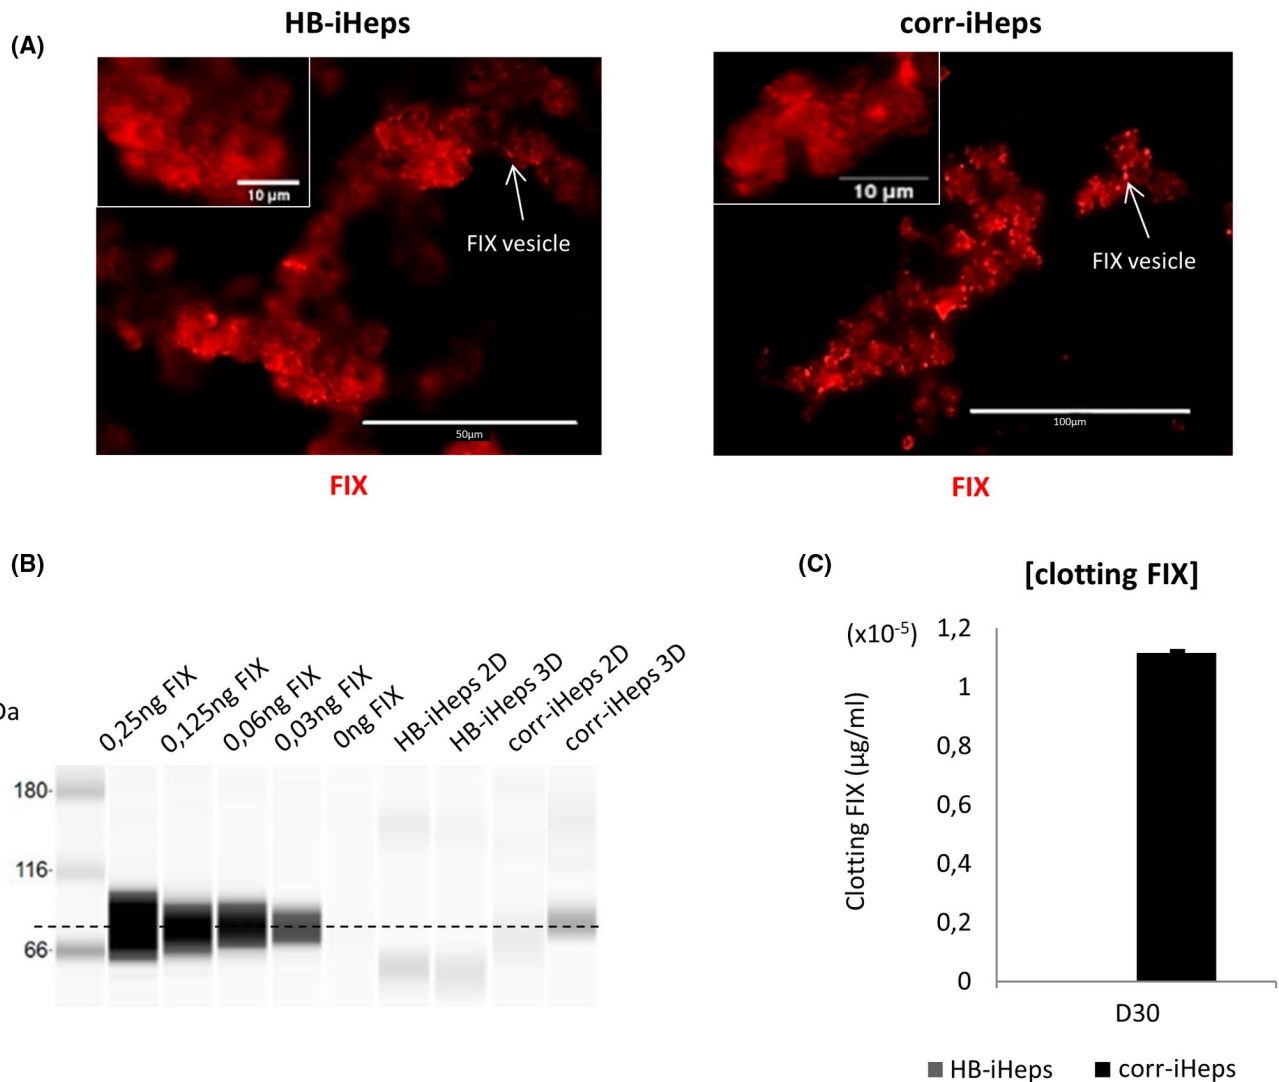 (A)
HB-iHeps
corr-iHeps
10 µm
10 µm
FIX vesicle
FIX vesicle
50µm
100µm
FIX
FIX
(B)
Da
0,25ng FIX
0,125ng FIX
0,06ng FIX
0,03ng FIX
0ng FIX
HB-iHeps 2D
HB-iHeps 3D
corr-iHeps 2D
corr-iHeps 3D
180-
116-
66-
(C)
[clotting FIX]
(x10⁻⁵)
Clotting FIX (µg/ml)
1,2
1
0,8
0,6
0,4
0,2
0
D30
HB-iHeps
corr-iHeps